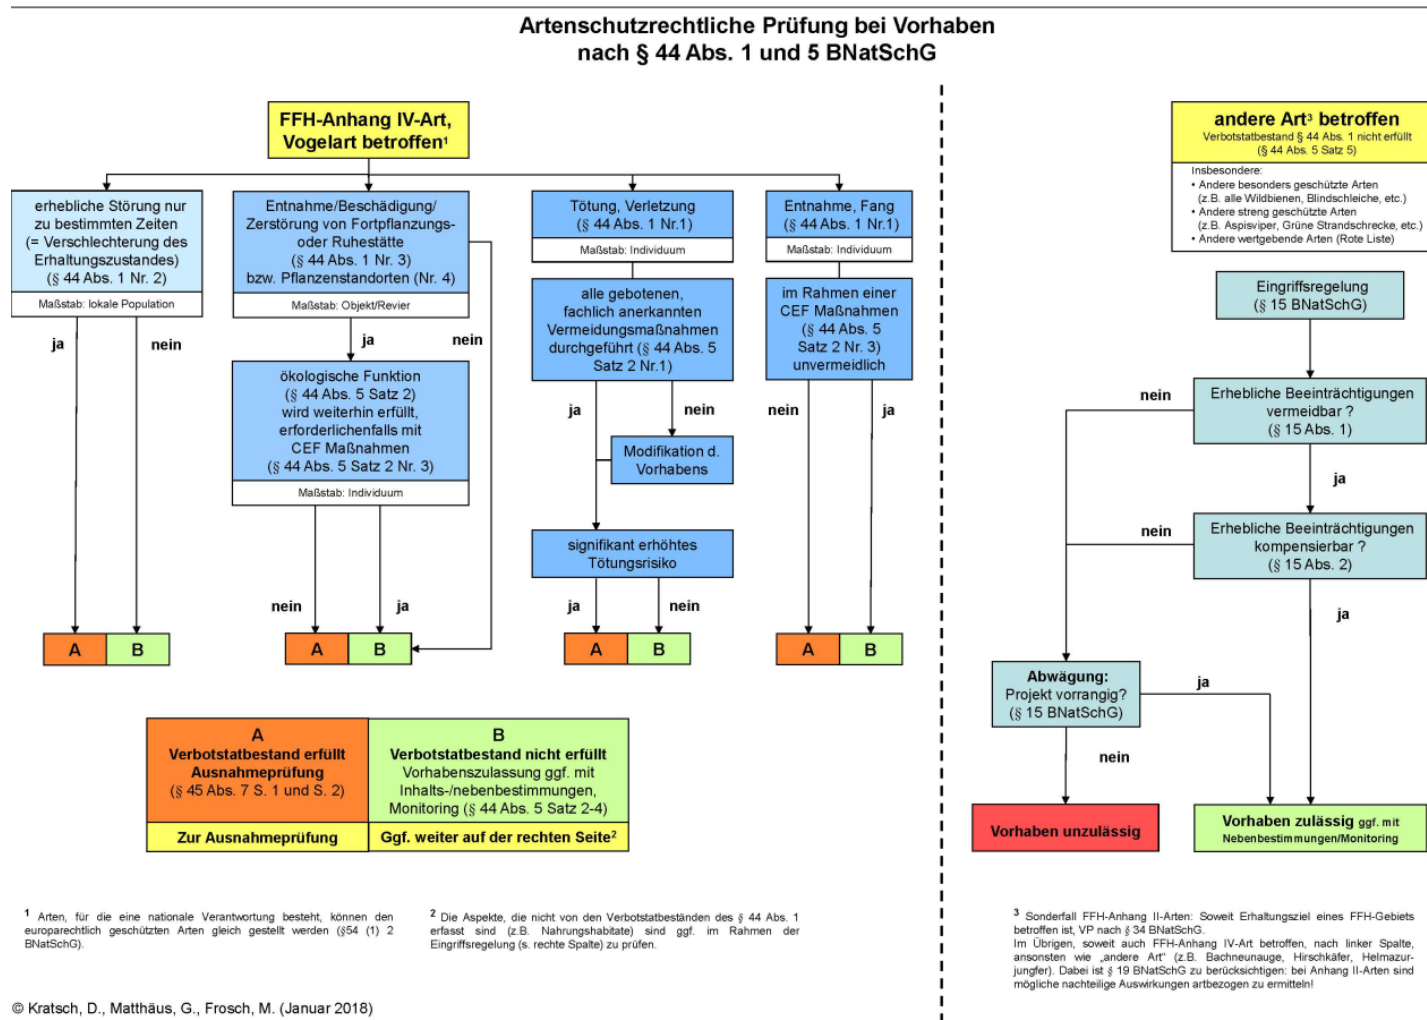 Artenschutzrechtliche Prüfung bei Vorhaben
nach § 44 Abs. 1 und 5 BNatSchG
FFH-Anhang IV-Art,
Vogelart betroffen¹
erhebliche Störung nur
zu bestimmten Zeiten
(= Verschlechterung des
Erhaltungszustandes)
(§ 44 Abs. 1 Nr. 2)
Maßstab: lokale Population
ja
nein
Entnahme/Beschädigung/
Zerstörung von Fortpflanzungs-
oder Ruhestätte
(§ 44 Abs. 1 Nr. 3)
bzw. Pflanzenstandorten (Nr. 4)
Maßstab: Objekt/Revier
ja
nein
ökologische Funktion
(§ 44 Abs. 5 Satz 2)
wird weiterhin erfüllt,
erforderlichenfalls mit
CEF Maßnahmen
(§ 44 Abs. 5 Satz 2 Nr. 3)
Maßstab: Individuum
nein
ja
Tötung, Verletzung
(§ 44 Abs. 1 Nr.1)
Maßstab: Individuum
alle gebotenen,
fachlich anerkannten
Vermeidungsmaßnahmen
durchgeführt (§ 44 Abs. 5
Satz 2 Nr.1)
ja
nein
Modifikation d.
Vorhabens
signifikant erhöhtes
Tötungsrisiko
ja
nein
Entnahme, Fang
(§ 44 Abs. 1 Nr.1)
Maßstab: Individuum
im Rahmen einer
CEF Maßnahmen
(§ 44 Abs. 5
Satz 2 Nr. 3)
unvermeidlich
nein
ja
A
B
A
B
A
B
A
B
A
Verbotstatbestand erfüllt
Ausnahmeprüfung
(§ 45 Abs. 7 S. 1 und S. 2)
Zur Ausnahmeprüfung
B
Verbotstatbestand nicht erfüllt
Vorhabenszulassung ggf. mit
Inhalts-/nebenbestimmungen,
Monitoring (§ 44 Abs. 5 Satz 2-4)
Ggf. weiter auf der rechten Seite²
andere Art³ betroffen
Verbotstatbestand § 44 Abs. 1 nicht erfüllt
(§ 44 Abs. 5 Satz 5)
Insbesondere:
• Andere besonders geschützte Arten
(z.B. alle Wildbienen, Blindschleiche, etc.)
• Andere streng geschützte Arten
(z.B. Aspisviper, Grüne Strandschrecke, etc.)
• Andere wertgebende Arten (Rote Liste)
Eingriffsregelung
(§ 15 BNatSchG)
nein
Erhebliche Beeinträchtigungen
vermeidbar ?
(§ 15 Abs. 1)
ja
nein
Erhebliche Beeinträchtigungen
kompensierbar ?
(§ 15 Abs. 2)
ja
Abwägung:
Projekt vorrangig?
(§ 15 BNatSchG)
ja
nein
Vorhaben unzulässig
Vorhaben zulässig ggf. mit
Nebenbestimmungen/Monitoring
¹ Arten, für die eine nationale Verantwortung besteht, können den
europarechtlich geschützten Arten gleich gestellt werden (§54 (1) 2
BNatSchG).
² Die Aspekte, die nicht von den Verbotstatbeständen des § 44 Abs. 1
erfasst sind (z.B. Nahrungshabitate) sind ggf. im Rahmen der
Eingriffsregelung (s. rechte Spalte) zu prüfen.
³ Sonderfall FFH-Anhang II-Arten: Soweit Erhaltungsziel eines FFH-Gebiets
betroffen ist, VP nach § 34 BNatSchG.
Im Übrigen, soweit auch FFH-Anhang IV-Art betroffen, nach linker Spalte,
ansonsten wie „andere Art" (z.B. Bachneunauge, Hirschkäfer, Helmazur-
jungfer). Dabei ist § 19 BNatSchG zu berücksichtigen: bei Anhang II-Arten sind
mögliche nachteilige Auswirkungen artbezogen zu ermitteln!
© Kratsch, D., Matthäus, G., Frosch, M. (Januar 2018)